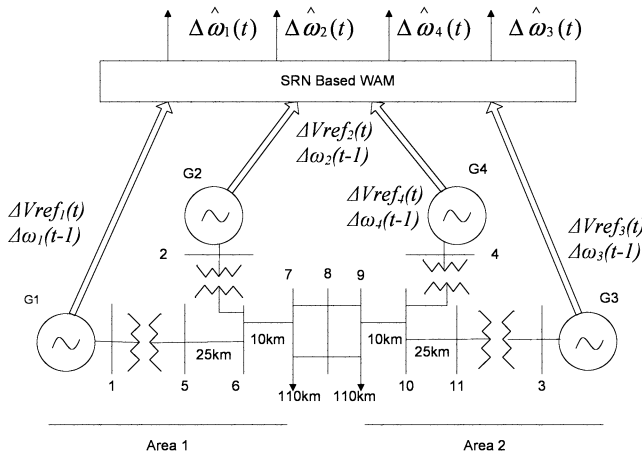 Δω̂₁(t) Δω̂₂(t) Δω̂₄(t) Δω̂₃(t)
SRN Based WAM
ΔVref₂(t)
Δω₂(t-1)
G2
G4
ΔVref₁(t)
Δω₁(t-1)
ΔVref₄(t)
Δω₄(t-1)
ΔVref₃(t)
Δω₃(t-1)
2
7 8 9
4
G1
G3
10km
10km
25km
25km
1 5 6
10 11 3
110km 110km
Area 1
Area 2